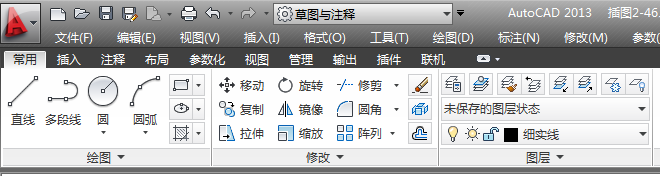 草图与注释 AutoCAD 2013 插图2-46.
文件(F) 编辑(E) 视图(V) 插入(I) 格式(O) 工具(T) 绘图(D) 标注(N) 修改(M) 参数(
常用 插入 注释 布局 参数化 视图 管理 输出 插件 联机
移动 旋转 修剪
未保存的图层状态
直线 多段线 圆 圆弧
复制 镜像 圆角
拉伸 缩放 阵列
细实线
绘图 修改 图层